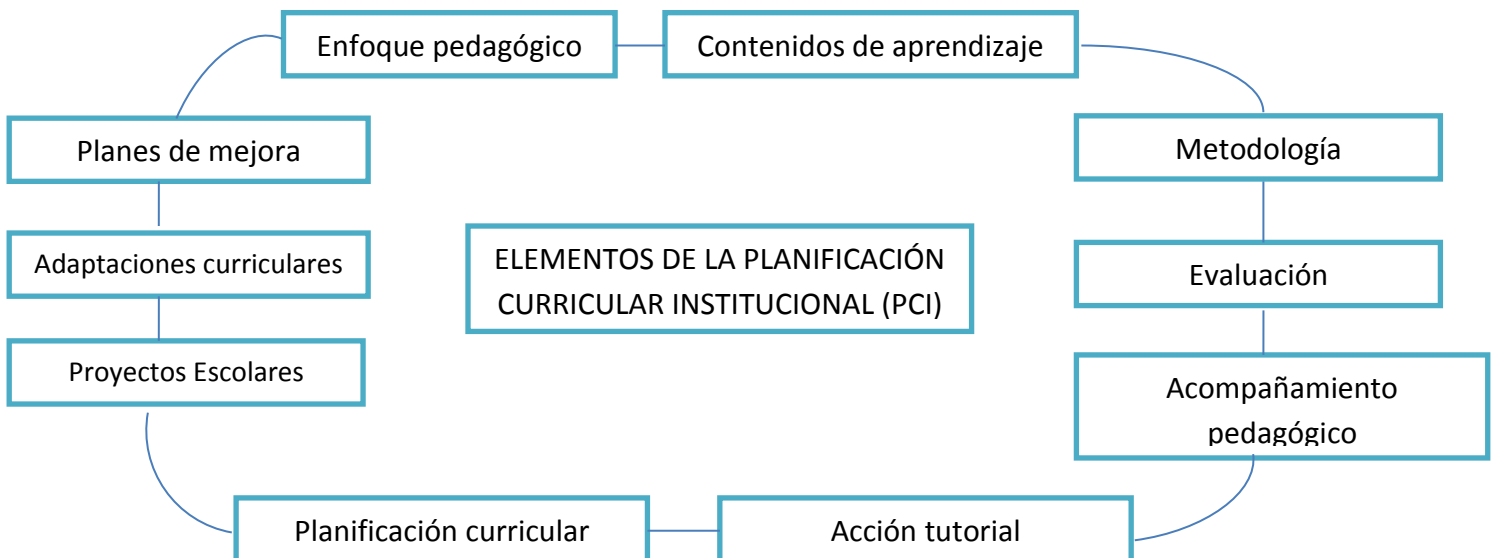 Enfoque pedagógico
Contenidos de aprendizaje
Planes de mejora
Metodología
Adaptaciones curriculares
ELEMENTOS DE LA PLANIFICACIÓN
CURRICULAR INSTITUCIONAL (PCI)
Evaluación
Proyectos Escolares
Acompañamiento
pedagógico
Planificación curricular
Acción tutorial